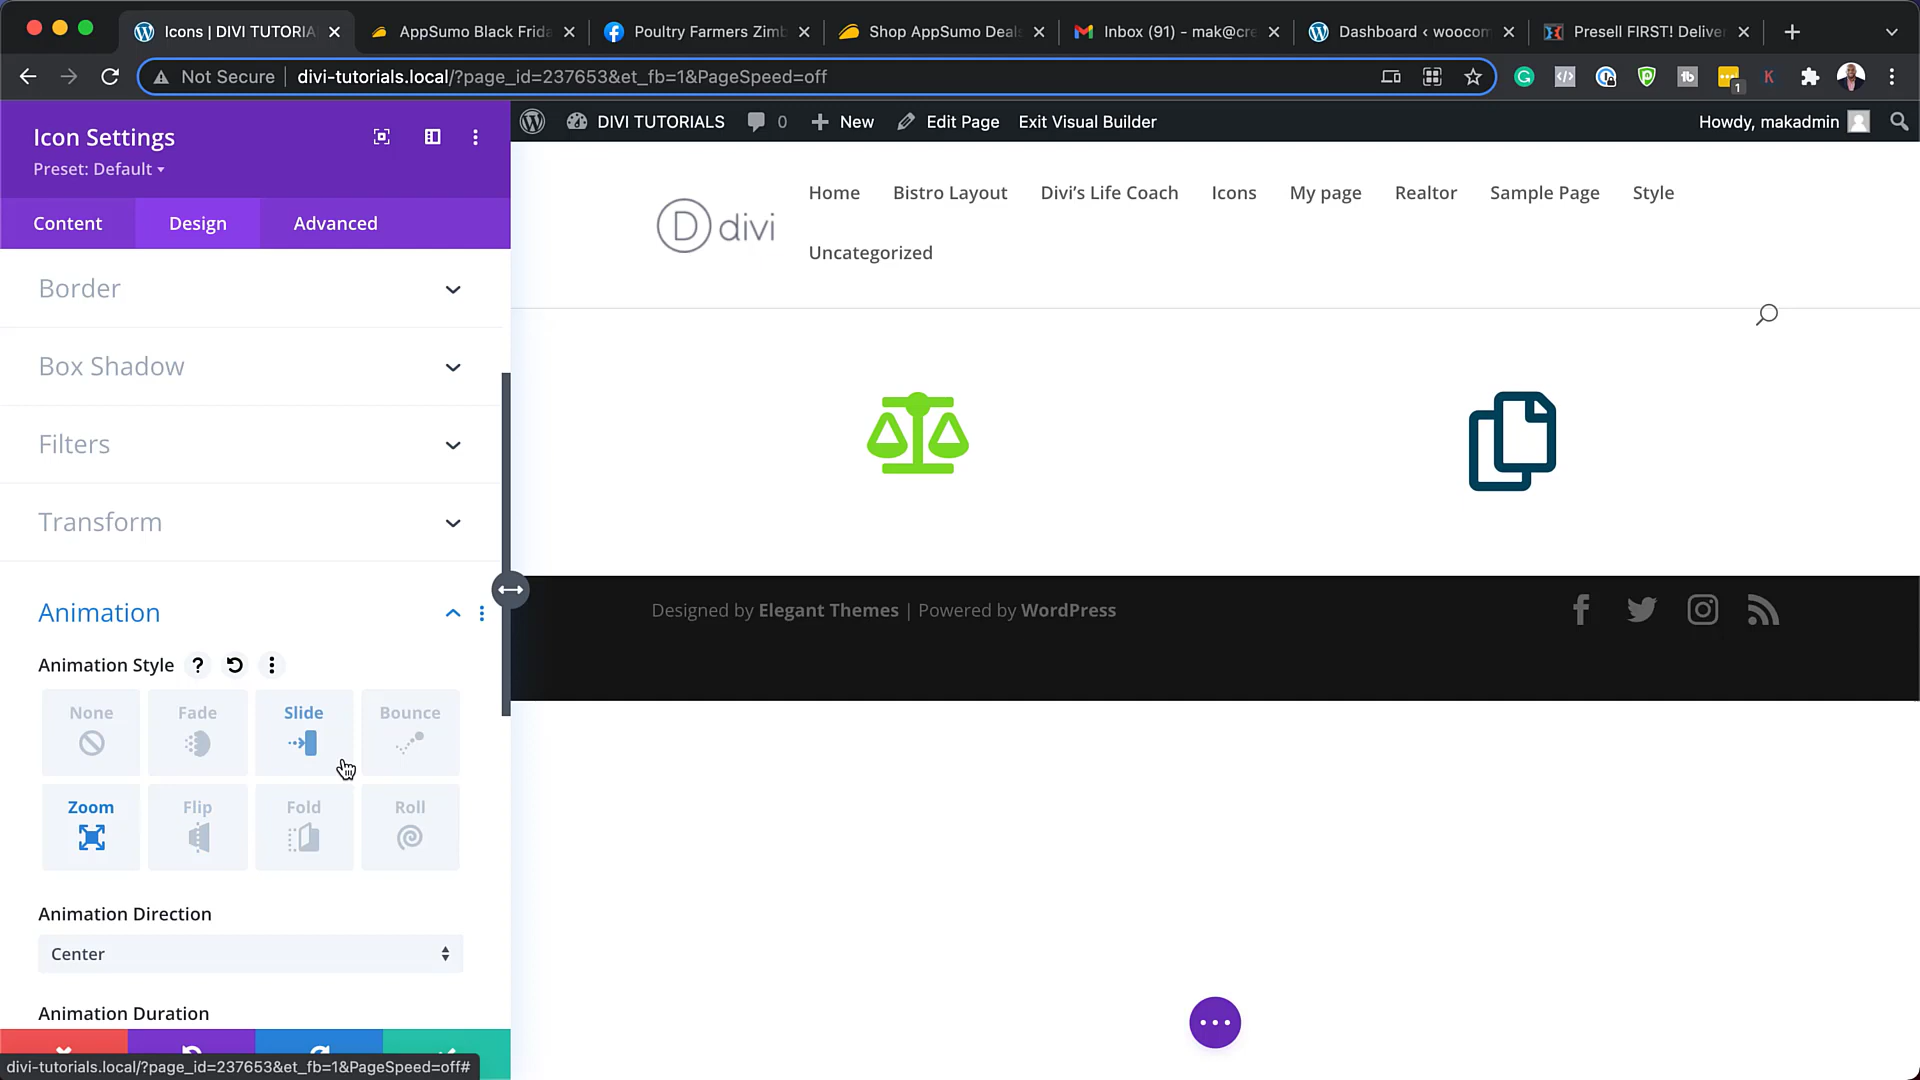 Icons | DIVI TUTORIA
AppSumo Black Frida
Poultry Farmers Zimb
Shop AppSumo Deals
Inbox (91) - mak@cre
Dashboard ‹ woocom
Presell FIRST! Deliver
Not Secure
divi-tutorials.local/?page_id=237653&et_fb=1&PageSpeed=off
1
Icon Settings
Preset: Default
Content
Design
Advanced
DIVI TUTORIALS
0
New
Edit Page
Exit Visual Builder
Howdy, makadmin
D divi
Home
Bistro Layout
Divi's Life Coach
Icons
My page
Realtor
Sample Page
Style
Uncategorized
Border
Box Shadow
Filters
Transform
Animation
Animation Style
None
Fade
Slide
Bounce
Zoom
Flip
Fold
Roll
Animation Direction
Center
Animation Duration
Designed by Elegant Themes | Powered by WordPress
divi-tutorials.local/?page_id=237653&et_fb=1&PageSpeed=off#